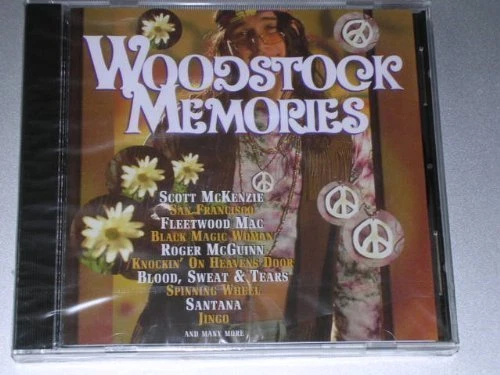 WOODSTOCK
MEMORIES
SCOTT MCKENZIE
SAN FRANCISCO
FLEETWOOD MAC
BLACK MAGIC WOMAN
ROGER MCGUINN
KNOCKIN' ON HEAVENS DOOR
BLOOD, SWEAT & TEARS
SPINNING WHEEL
SANTANA
JINGO
AND MANY MORE